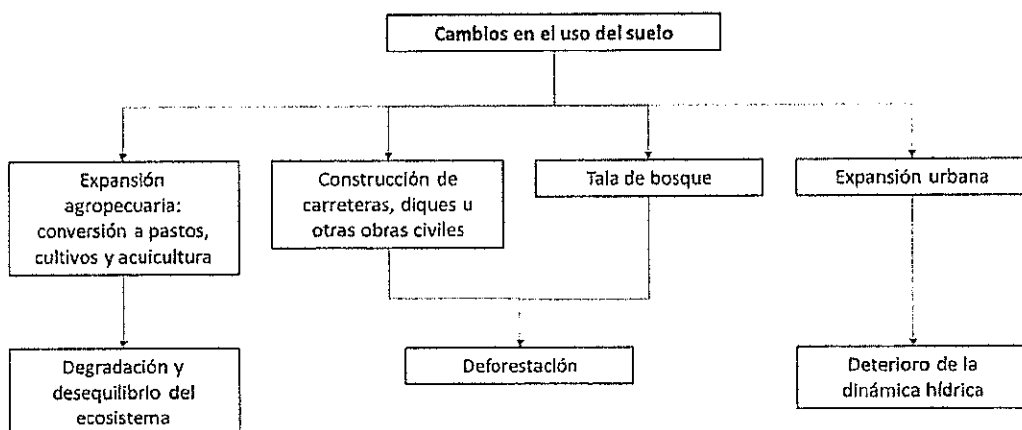 Cambios en el uso del suelo
Expansión
agropecuaria:
conversión a pastos,
cultivos y acuicultura
Construcción de
carreteras, diques u
otras obras civiles
Tala de bosque
Expansión urbana
Degradación y
desequilibrio del
ecosistema
Deforestación
Deterioro de la
dinámica hídrica